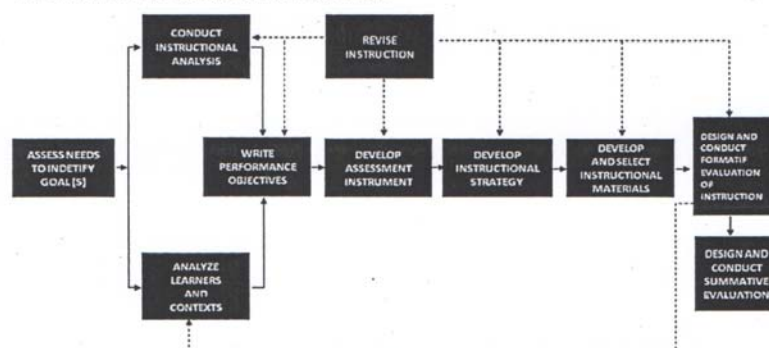 CONDUCT
INSTRUCTIONAL
ANALYSIS
REVISE
INSTRUCTION
ASSESS NEEDS
TO INDETIFY
GOAL [S]
WRITE
PERFORMANCE
OBJECTIVES
DEVELOP
ASSESSMENT
INSTRUMENT
DEVELOP
INSTRUCTIONAL
STRATEGY
DEVELOP
AND SELECT
INSTRUCTIONAL
MATERIALS
DESIGN AND
CONDUCT
FORMATIF
EVALUATION
OF
INSTRUCTION
ANALYZE
LEARNERS
AND
CONTEXTS
DESIGN AND
CONDUCT
SUMMATIVE
EVALUATION